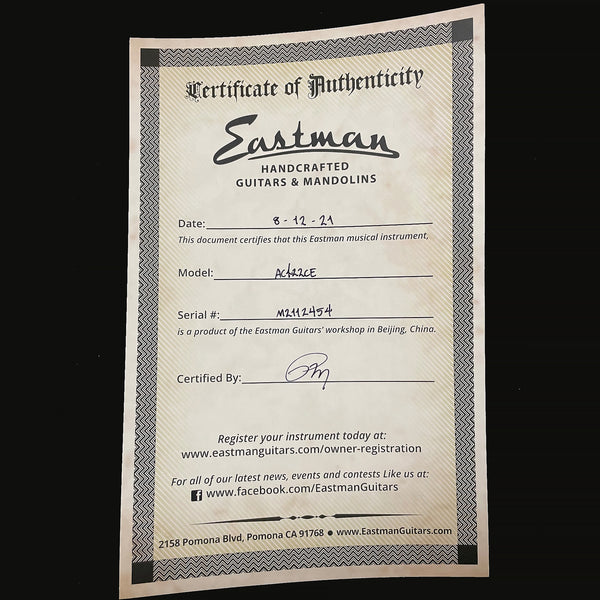 Certificate of Authenticity
Eastman
HANDCRAFTED
GUITARS & MANDOLINS
Date: 8-12-21
This document certifies that this Eastman musical instrument,
Model: AC422CE
Serial #: M2112454
is a product of the Eastman Guitars' workshop in Beijing, China.
Certified By:
Register your instrument today at:
www.eastmanguitars.com/owner-registration
For all of our latest news, events and contests Like us at:
f www.facebook.com/EastmanGuitars
2158 Pomona Blvd, Pomona CA 91768 ● www.EastmanGuitars.com